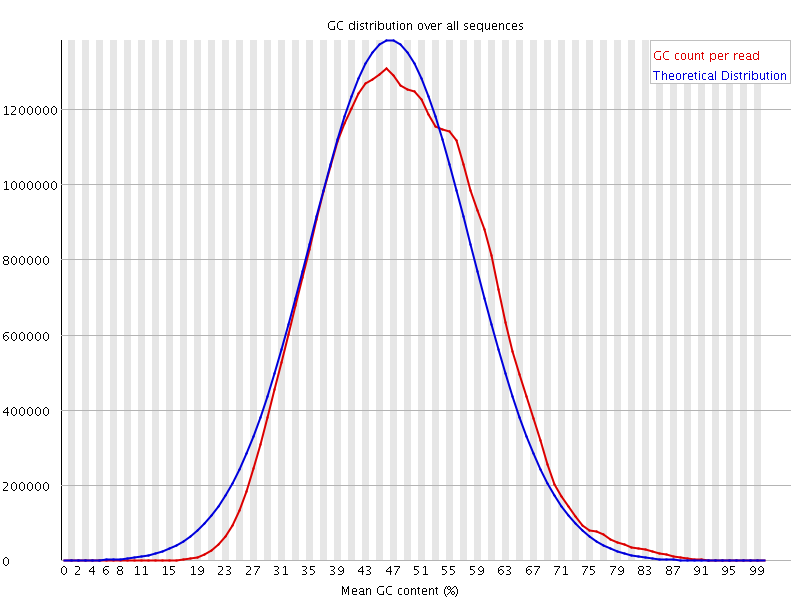 GC distribution over all sequences
GC count per read
Theoretical Distribution
1200000
1000000
800000
600000
400000
200000
0
0 2 4 6 8 11 15 19 23 27 31 35 39 43 47 51 55 59 63 67 71 75 79 83 87 91 95 99
Mean GC content (%)